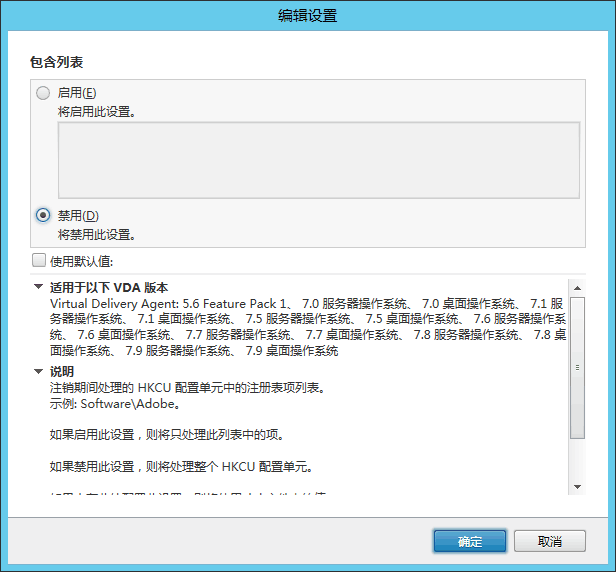 编辑设置
包含列表
启用(E)
将启用此设置。
禁用(D)
将禁用此设置。
使用默认值:
适用于以下 VDA 版本
Virtual Delivery Agent: 5.6 Feature Pack 1、 7.0 服务器操作系统、 7.0 桌面操作系统、 7.1 服
务器操作系统、 7.1 桌面操作系统、 7.5 服务器操作系统、 7.5 桌面操作系统、 7.6 服务器操作系
统、 7.6 桌面操作系统、 7.7 服务器操作系统、 7.7 桌面操作系统、 7.8 服务器操作系统、 7.8 桌
面操作系统、 7.9 服务器操作系统、 7.9 桌面操作系统
说明
注销期间处理的 HKCU 配置单元中的注册表项列表。
示例: Software\Adobe。
如果启用此设置，则将只处理此列表中的项。
如果禁用此设置，则将处理整个 HKCU 配置单元。
确定
取消